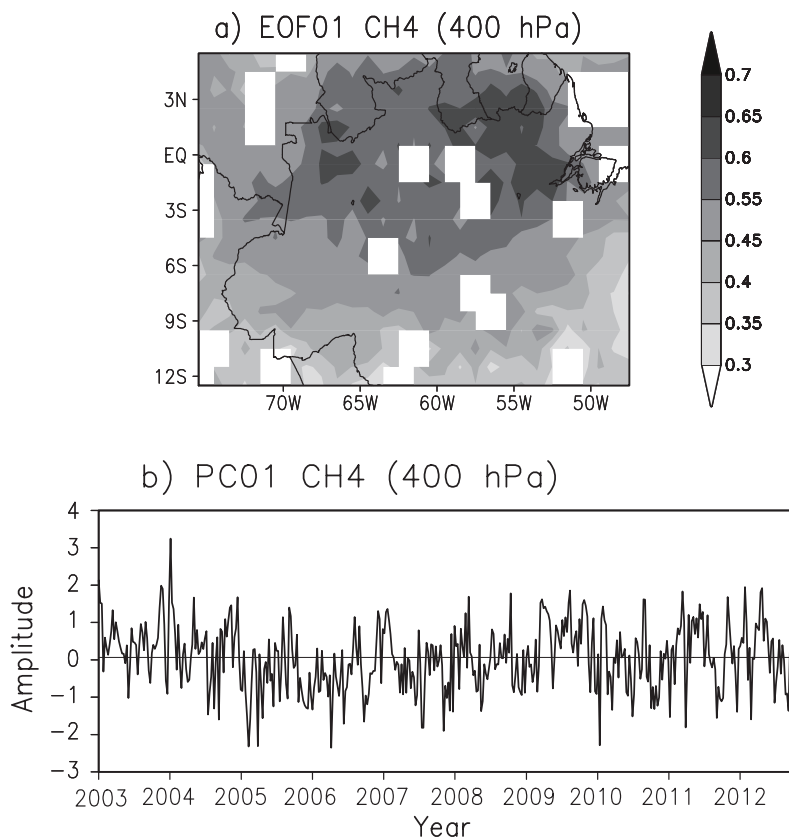 a) EOF01 CH4 (400 hPa)
3N
EQ
3S
6S
9S
12S
70W 65W 60W 55W 50W
0.7
0.65
0.6
0.55
0.45
0.4
0.35
0.3
b) PC01 CH4 (400 hPa)
Amplitude
4
3
2
1
0
−1
−2
−3
2003 2004 2005 2006 2007 2008 2009 2010 2011 2012
Year